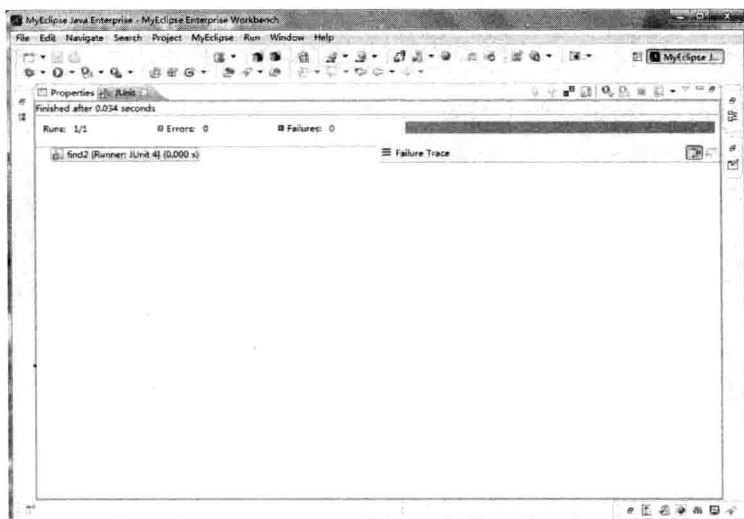 MyEclipse Java Enterprise - MyEclipse Enterprise Workbench
File Edit Navigate Search Project MyEclipse Run Window Help
MyEclipse J...
Properties JUnit
Finished after 0.034 seconds
Runs: 1/1 Errors: 0 Failures: 0
find2 [Runner: JUnit 4] (0.000 s) Failure Trace